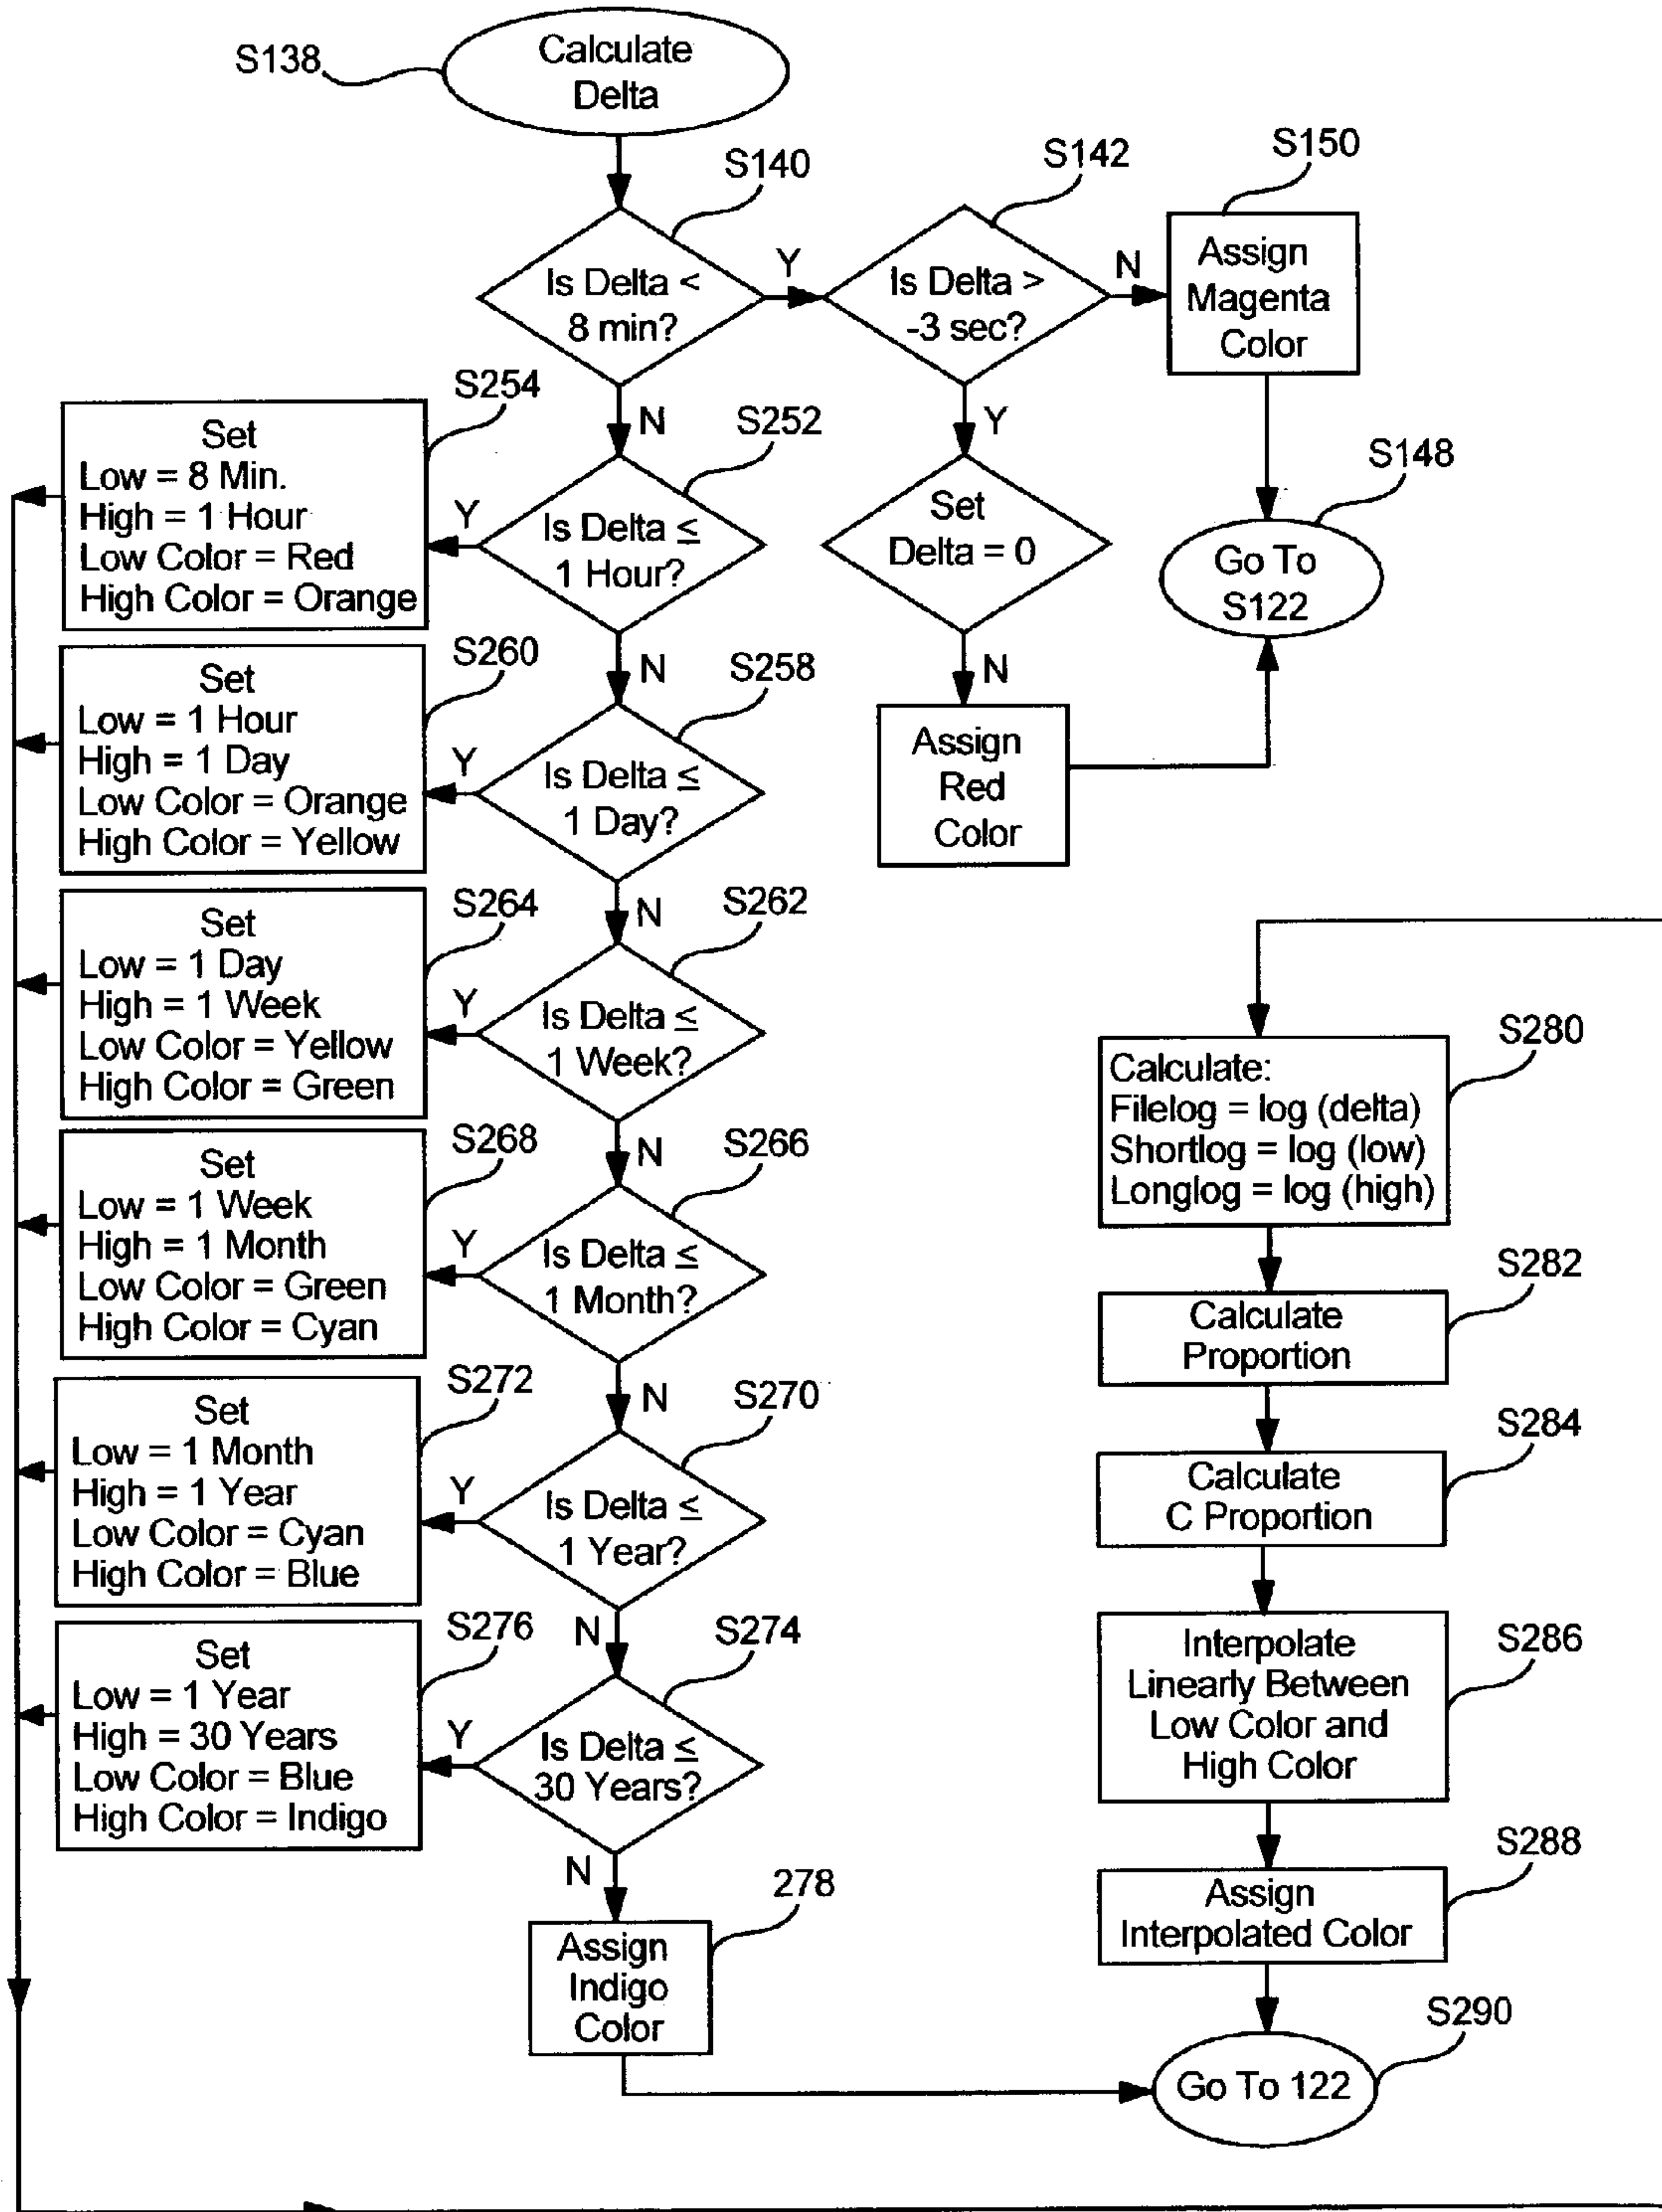 S138
Calculate
Delta
S140
Is Delta <
8 min?
Y
S142
Is Delta >
-3 sec?
N
S150
Assign
Magenta
Color
N
Y
S148
Go To
S122
Set
Delta = 0
N
Assign
Red
Color
S254
Set
Low = 8 Min.
High = 1 Hour
Low Color = Red
High Color = Orange
Y
S252
Is Delta ≤
1 Hour?
N
S260
Set
Low = 1 Hour
High = 1 Day
Low Color = Orange
High Color = Yellow
Y
S258
Is Delta ≤
1 Day?
N
S264
Set
Low = 1 Day
High = 1 Week
Low Color = Yellow
High Color = Green
Y
S262
Is Delta ≤
1 Week?
N
S268
Set
Low = 1 Week
High = 1 Month
Low Color = Green
High Color = Cyan
Y
S266
Is Delta ≤
1 Month?
N
S272
Set
Low = 1 Month
High = 1 Year
Low Color = Cyan
High Color = Blue
Y
S270
Is Delta ≤
1 Year?
N
S276
Set
Low = 1 Year
High = 30 Years
Low Color = Blue
High Color = Indigo
Y
S274
Is Delta ≤
30 Years?
N
278
Assign
Indigo
Color
S280
Calculate:
Filelog = log (delta)
Shortlog = log (low)
Longlog = log (high)
S282
Calculate
Proportion
S284
Calculate
C Proportion
S286
Interpolate
Linearly Between
Low Color and
High Color
S288
Assign
Interpolated Color
S290
Go To 122